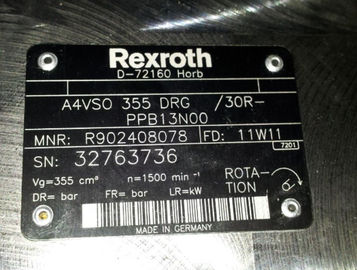 Rexroth
D-72160 Horb
A4VSO 355 DRG /30R-
PPB13N00
MNR: R902408078 FD: 11W11
7201
SN: 32763736
Vg=355 cm³ n=1500 min⁻¹ ROTA-
DR= bar FR= bar LR=kW TION
MADE IN GERMANY